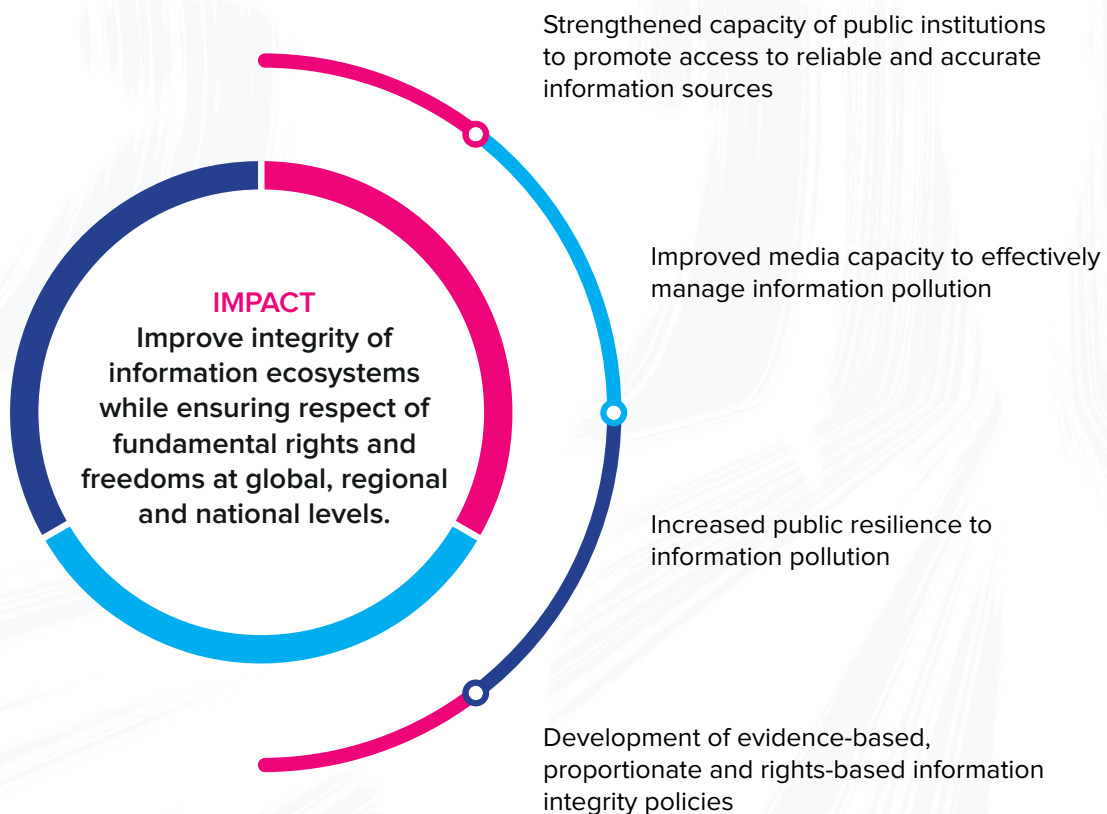 Strengthened capacity of public institutions
to promote access to reliable and accurate
information sources
IMPACT
Improve integrity of
information ecosystems
while ensuring respect of
fundamental rights and
freedoms at global, regional
and national levels.
Improved media capacity to effectively
manage information pollution
Increased public resilience to
information pollution
Development of evidence-based,
proportionate and rights-based information
integrity policies